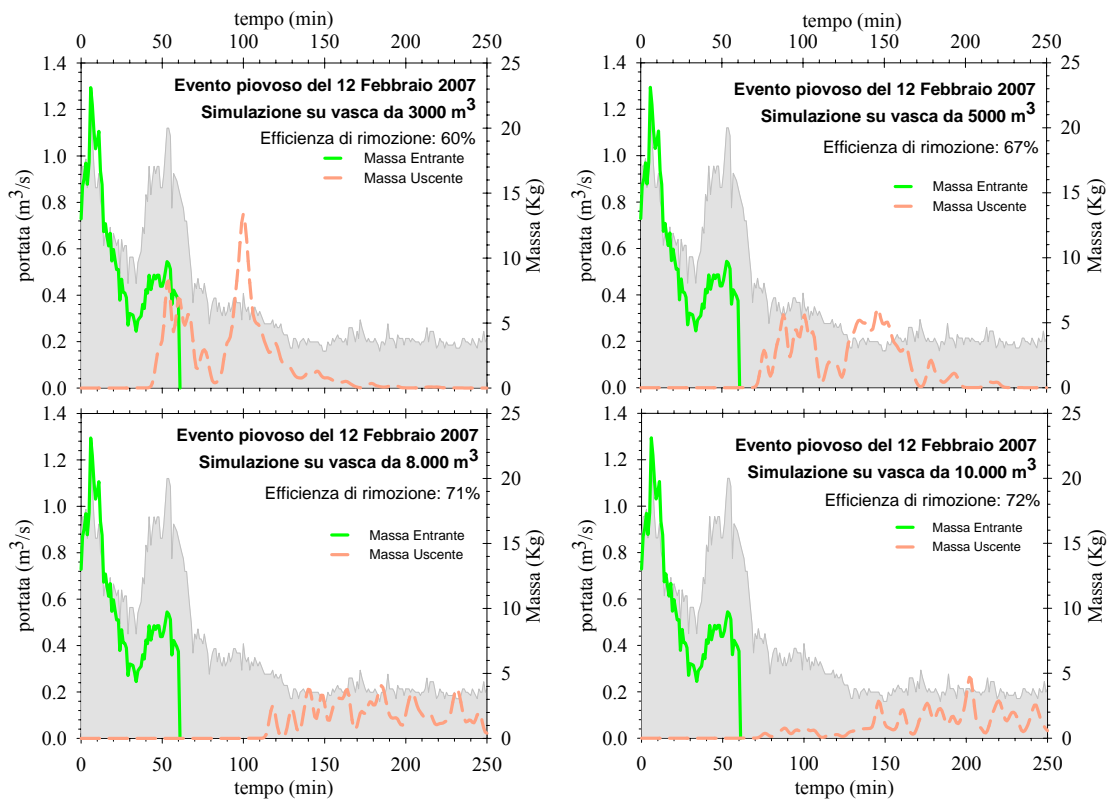 tempo (min)
0 50 100 150 200 250
1.4
1.2
1.0
0.8
0.6
0.4
0.2
0.0
portata (m³/s)
Evento piovoso del 12 Febbraio 2007
Simulazione su vasca da 3000 m³
Efficienza di rimozione: 60%
Massa Entrante
Massa Uscente
25
20
15
10
5
0
Massa (Kg)
tempo (min)
0 50 100 150 200 250
1.4
1.2
1.0
0.8
0.6
0.4
0.2
0.0
portata (m³/s)
Evento piovoso del 12 Febbraio 2007
Simulazione su vasca da 5000 m³
Efficienza di rimozione: 67%
Massa Entrante
Massa Uscente
25
20
15
10
5
0
Massa (Kg)
1.4
1.2
1.0
0.8
0.6
0.4
0.2
0.0
portata (m³/s)
Evento piovoso del 12 Febbraio 2007
Simulazione su vasca da 8.000 m³
Efficienza di rimozione: 71%
Massa Entrante
Massa Uscente
25
20
15
10
5
0
Massa (Kg)
0 50 100 150 200 250
tempo (min)
1.4
1.2
1.0
0.8
0.6
0.4
0.2
0.0
portata (m³/s)
Evento piovoso del 12 Febbraio 2007
Simulazione su vasca da 10.000 m³
Efficienza di rimozione: 72%
Massa Entrante
Massa Uscente
25
20
15
10
5
0
Massa (Kg)
0 50 100 150 200 250
tempo (min)